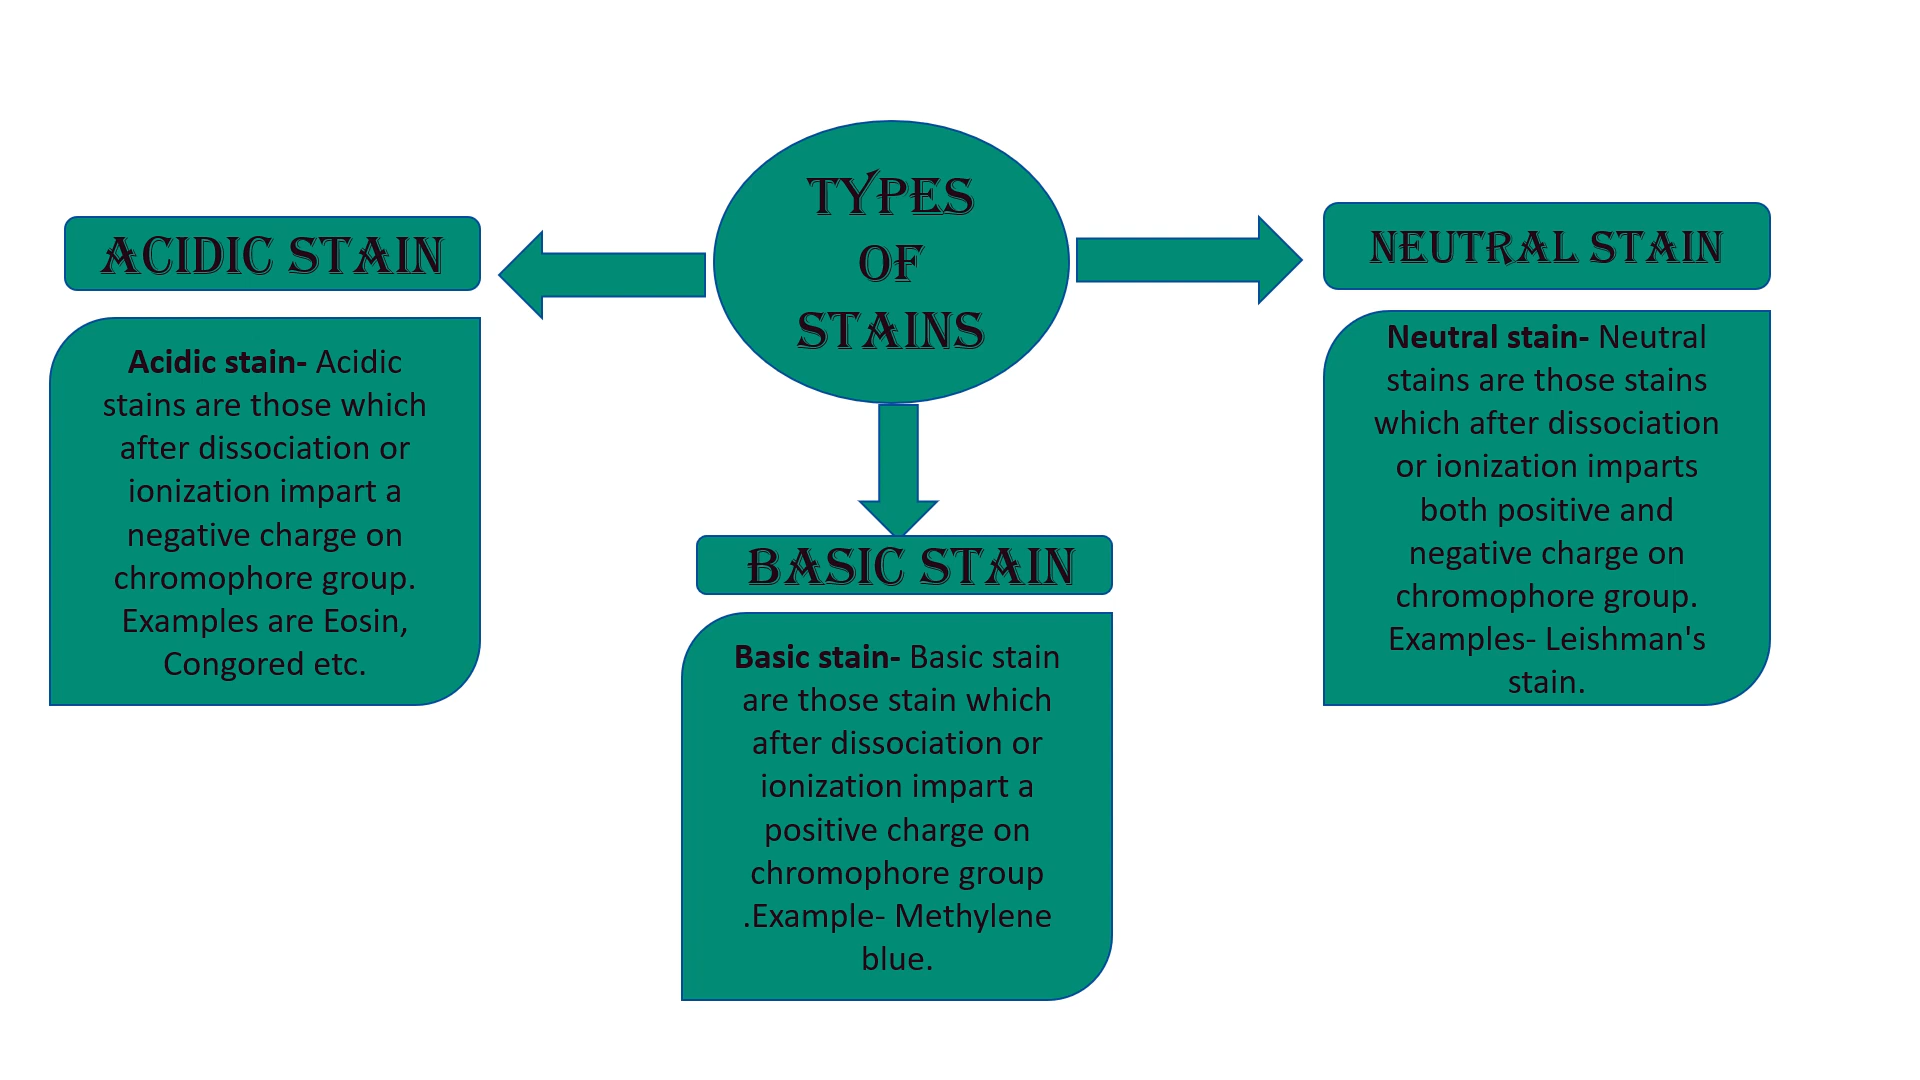 TYPES
OF
STAINS
ACIDIC STAIN
Acidic stain- Acidic
stains are those which
after dissociation or
ionization impart a
negative charge on
chromophore group.
Examples are Eosin,
Congored etc.
BASIC STAIN
Basic stain- Basic stain
are those stain which
after dissociation or
ionization impart a
positive charge on
chromophore group
.Example- Methylene
blue.
NEUTRAL STAIN
Neutral stain- Neutral
stains are those stains
which after dissociation
or ionization imparts
both positive and
negative charge on
chromophore group.
Examples- Leishman's
stain.